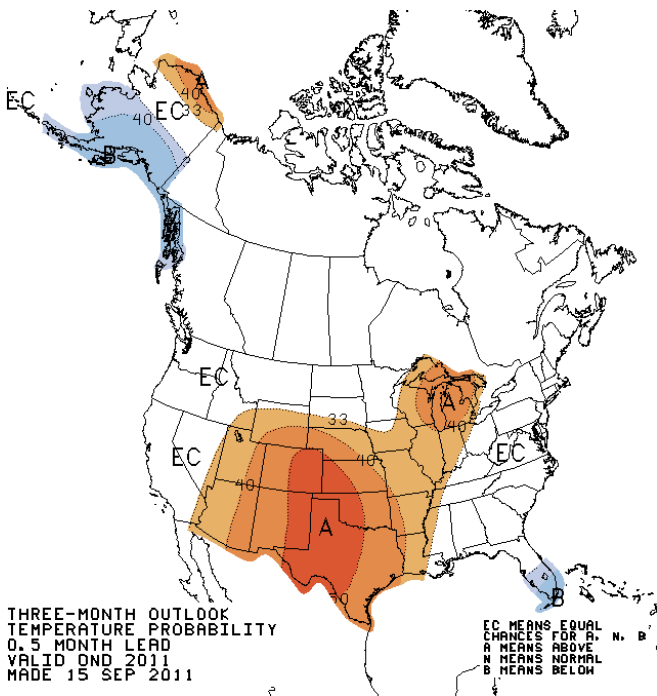 A
EC
40
EC
33
40
B
EC
33
A
40
EC
EC
40
40
A
40
B
THREE-MONTH OUTLOOK
TEMPERATURE PROBABILITY
0.5 MONTH LEAD
VALID OND 2011
MADE 15 SEP 2011
EC MEANS EQUAL
CHANCES FOR A, N, B
A MEANS ABOVE
N MEANS NORMAL
B MEANS BELOW